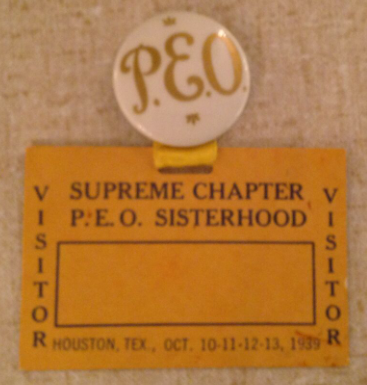 P.E.O.
SUPREME CHAPTER
P. E. O. SISTERHOOD
VISITOR
VISITOR
HOUSTON, TEX., OCT. 10-11-12-13, 1939